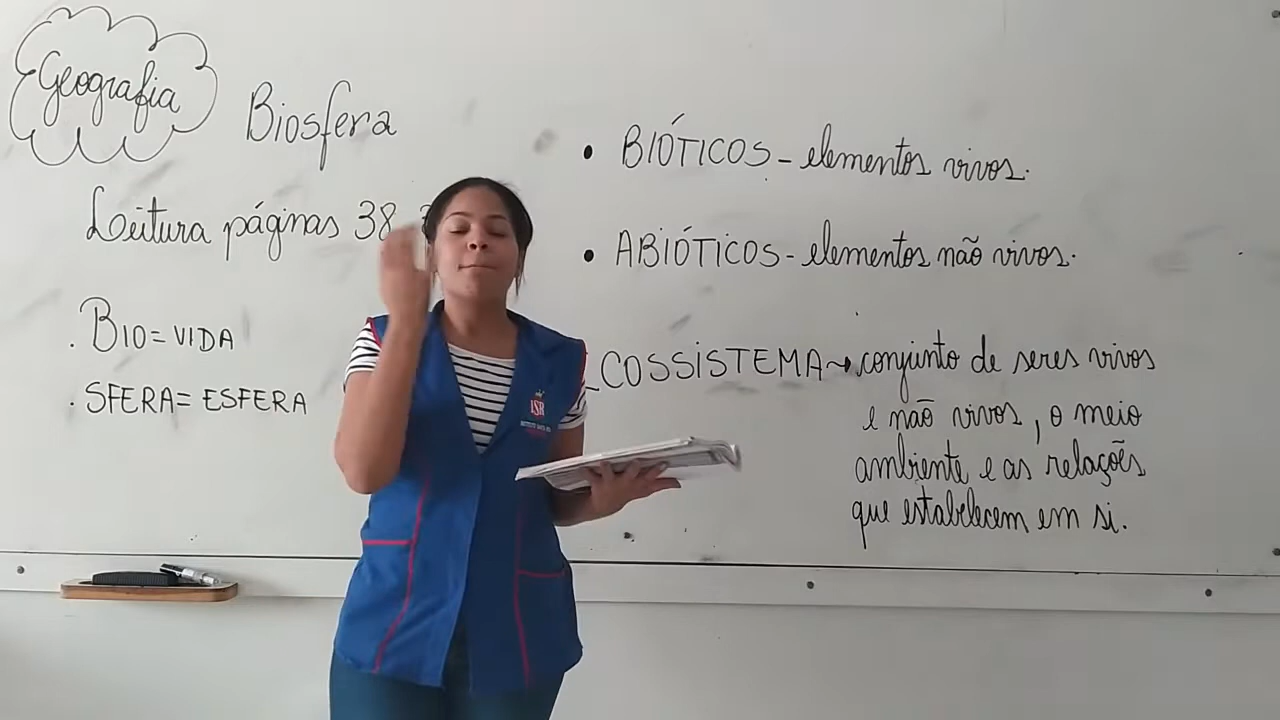 Geografia
Biosfera
Leitura páginas 38
. BIO = VIDA
. SFERA = ESFERA
• BIÓTICOS - elementos vivos.
• ABIÓTICOS - elementos não vivos.
COSSISTEMA → conjunto de seres vivos
e não vivos, o meio
ambiente e as relações
que estabelecem em si.
ISR